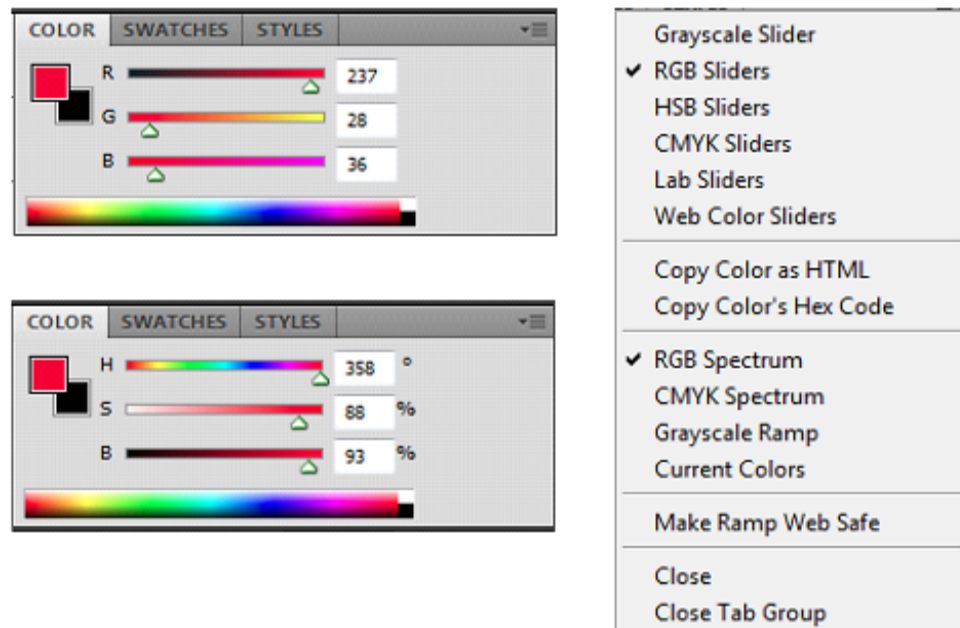 COLOR SWATCHES STYLES
R 237
G 28
B 36
COLOR SWATCHES STYLES
H 358 °
S 88 %
B 93 %
Grayscale Slider
✔ RGB Sliders
HSB Sliders
CMYK Sliders
Lab Sliders
Web Color Sliders
Copy Color as HTML
Copy Color's Hex Code
✔ RGB Spectrum
CMYK Spectrum
Grayscale Ramp
Current Colors
Make Ramp Web Safe
Close
Close Tab Group